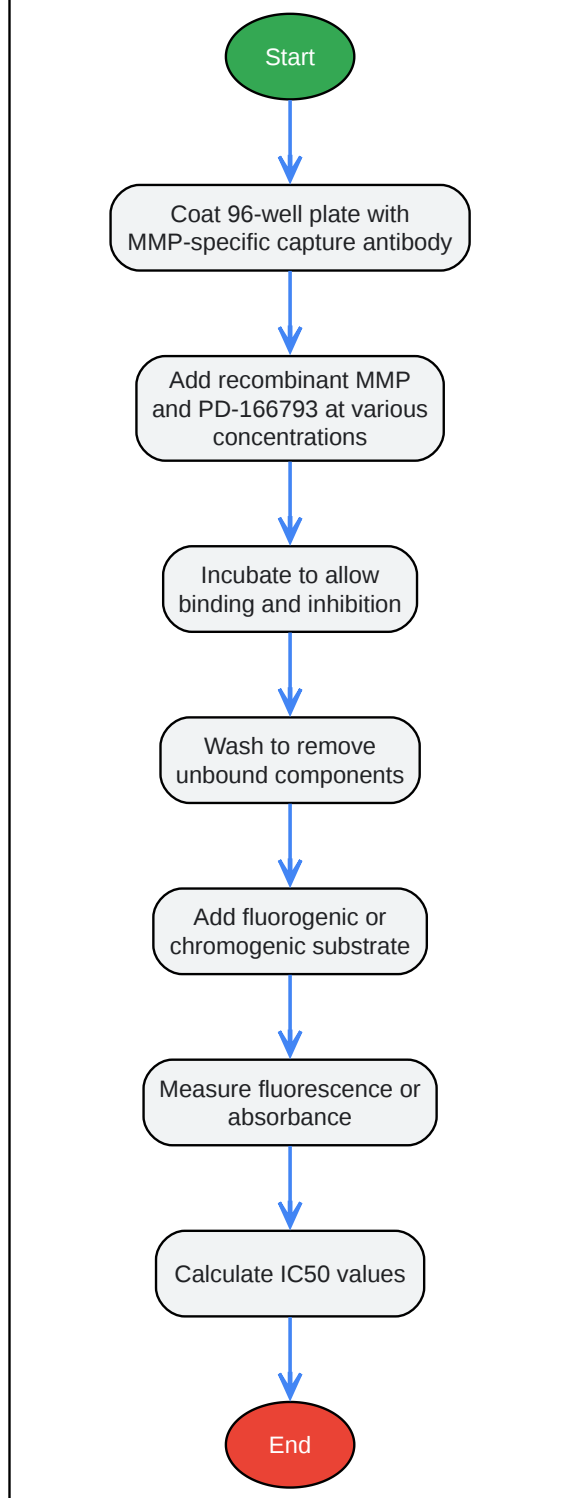 Start
Coat 96-well plate with
MMP-specific capture antibody
Add recombinant MMP
and PD-166793 at various
concentrations
Incubate to allow
binding and inhibition
Wash to remove
unbound components
Add fluorogenic or
chromogenic substrate
Measure fluorescence or
absorbance
Calculate IC50 values
End